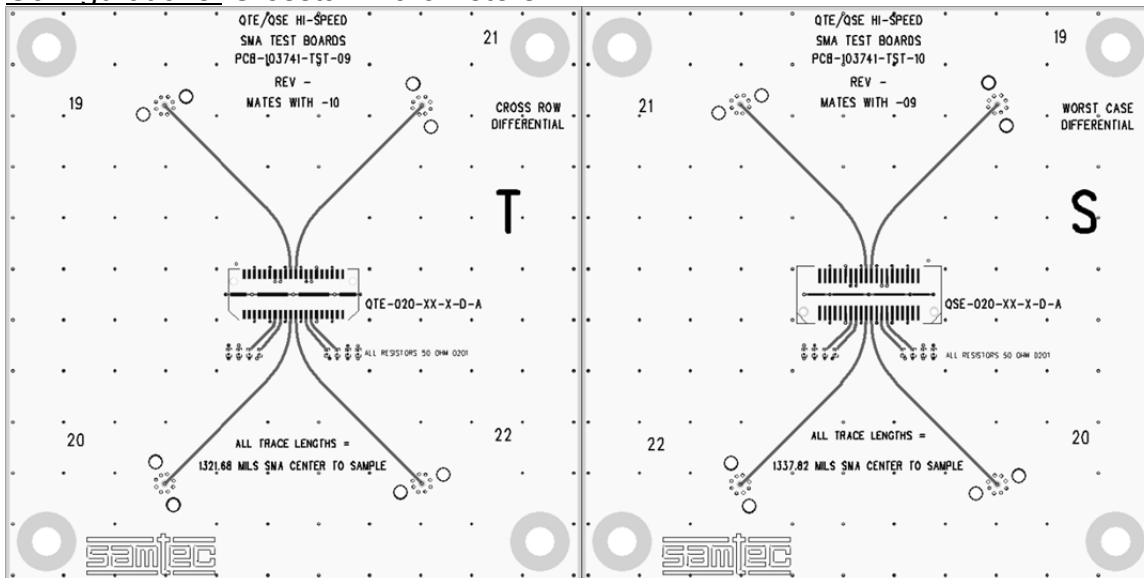 QTE/QSE HI-SPEED
SMA TEST BOARDS
PCB-103741-TST-09
REV -
MATES WITH -10
21
19
CROSS ROW
DIFFERENTIAL
T
QTE-020-XX-X-D-A
ALL RESISTORS 50 OHM 0201
20
22
ALL TRACE LENGTHS =
1321.68 MILS SMA CENTER TO SAMPLE
samtec
QTE/QSE HI-SPEED
SMA TEST BOARDS
PCB-103741-TST-10
REV -
MATES WITH -09
19
21
WORST CASE
DIFFERENTIAL
S
QSE-020-XX-X-D-A
ALL RESISTORS 50 OHM 0201
22
20
ALL TRACE LENGTHS =
1337.82 MILS SMA CENTER TO SAMPLE
samtec